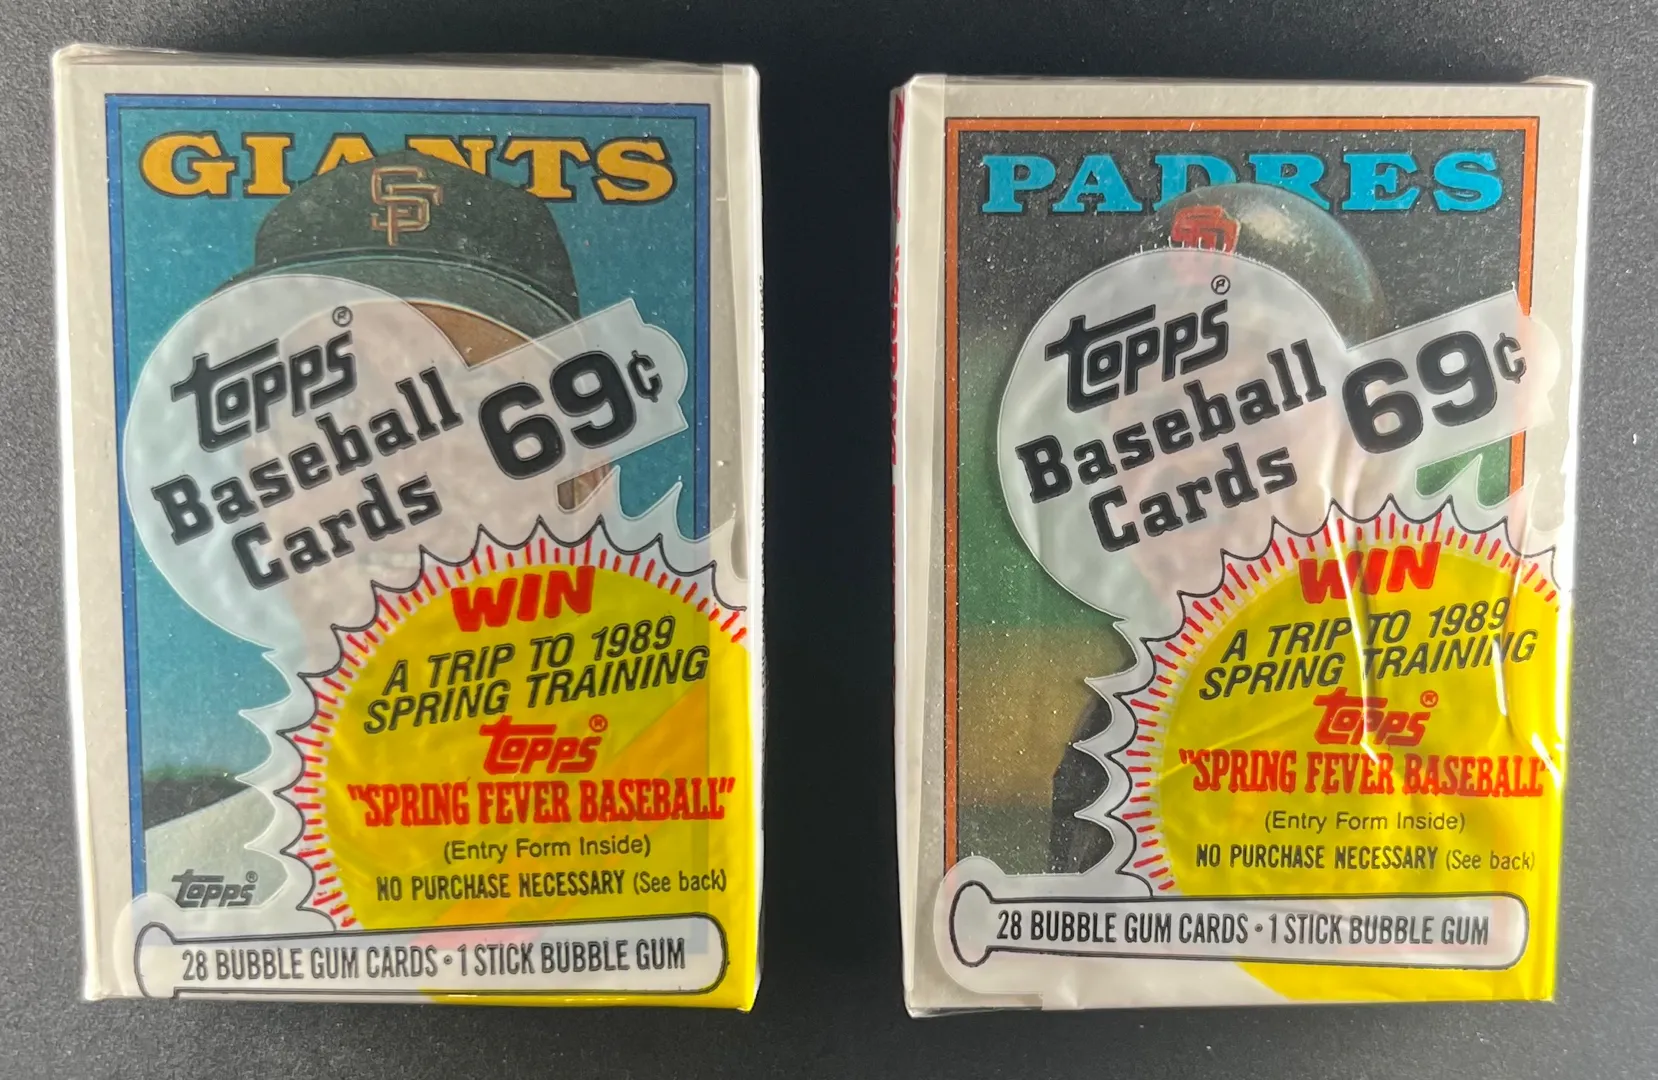 GIANTS
SF
Topps®
Baseball
Cards
69¢
WIN
A TRIP TO 1989
SPRING TRAINING
Topps®
"SPRING FEVER BASEBALL"
(Entry Form Inside)
NO PURCHASE NECESSARY (See back)
Topps®
28 BUBBLE GUM CARDS • 1 STICK BUBBLE GUM
PADRES
SD
Topps®
Baseball
Cards
69¢
WIN
A TRIP TO 1989
SPRING TRAINING
Topps®
"SPRING FEVER BASEBALL"
(Entry Form Inside)
NO PURCHASE NECESSARY (See back)
28 BUBBLE GUM CARDS • 1 STICK BUBBLE GUM